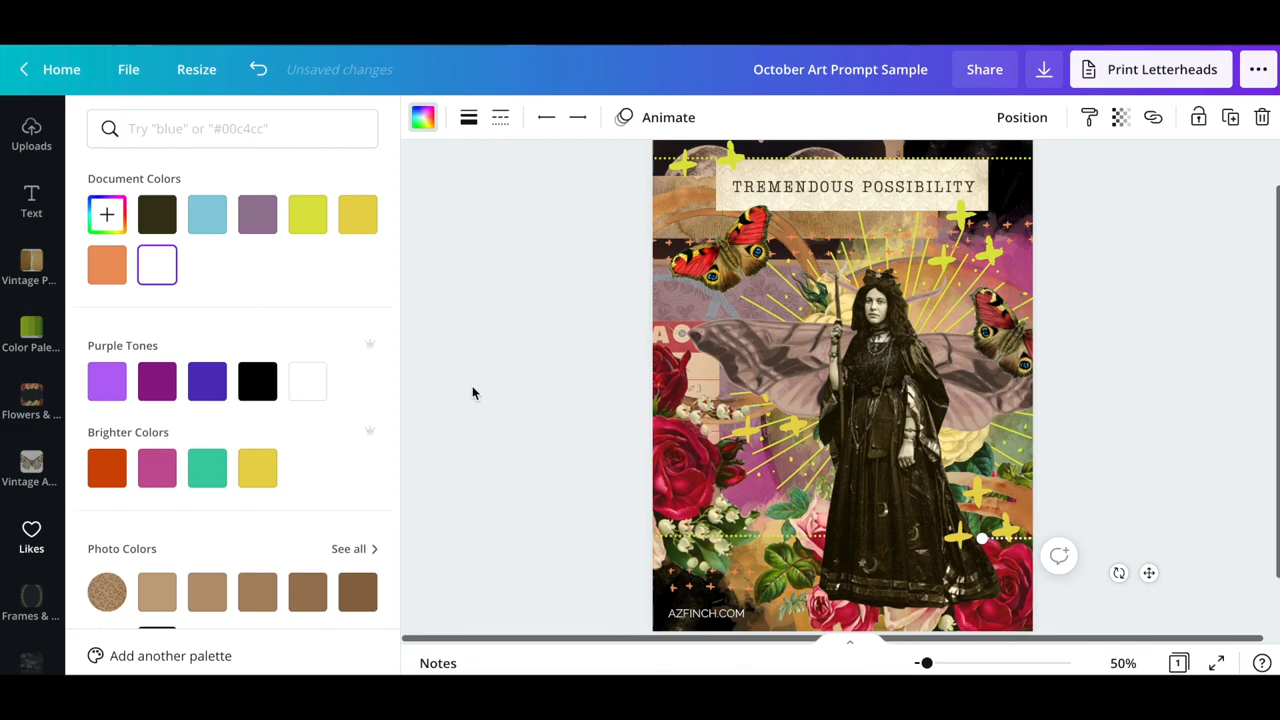 Home
File
Resize
Unsaved changes
October Art Prompt Sample
Share
Print Letterheads
Uploads
Text
Vintage P...
Color Pale...
Flowers & ...
Vintage A...
Likes
Frames & ...
Try "blue" or "#00c4cc"
Document Colors
Purple Tones
Brighter Colors
Photo Colors
See all
Add another palette
Animate
Position
TREMENDOUS POSSIBILITY
AC
AZFINCH.COM
Notes
50%
1